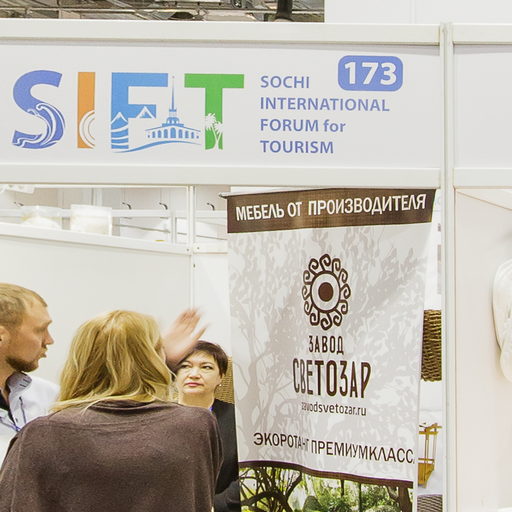 SIFT
SOCHI
INTERNATIONAL
FORUM for
TOURISM
173
МЕБЕЛЬ ОТ ПРОИЗВОДИТЕЛЯ
ЗАВОД
СВЕТОЗАР
zavodsvetozar.ru
ЭКОРОТАНГ ПРЕМИУМКЛАСС